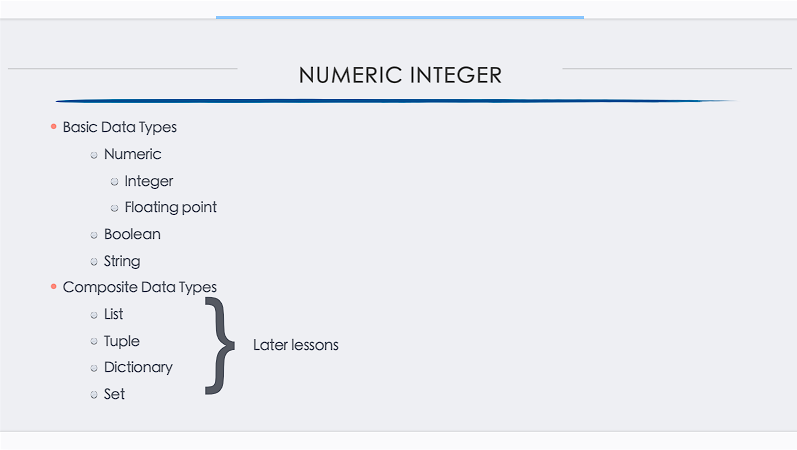 NUMERIC INTEGER
Basic Data Types
Numeric
Integer
Floating point
Boolean
String
Composite Data Types
List
Tuple
Dictionary
Set
} Later lessons